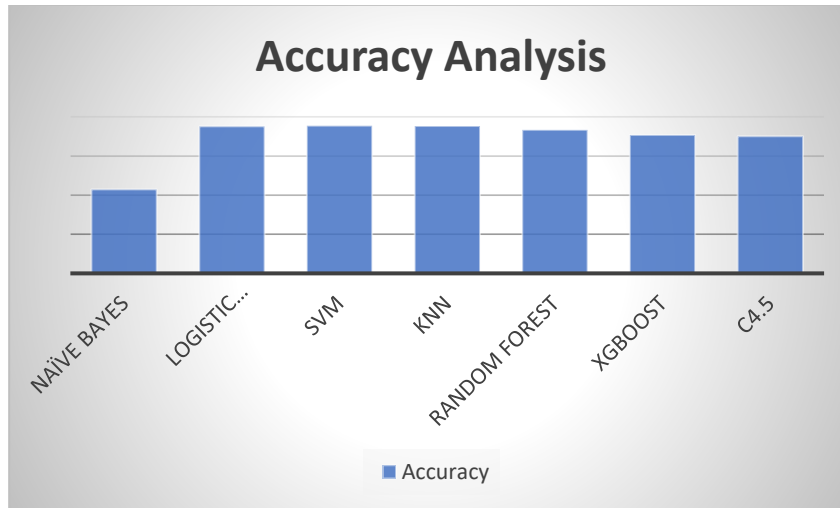 Accuracy Analysis
NAÏVE BAYES
LOGISTIC...
SVM
KNN
RANDOM FOREST
XGBOOST
C4.5
Accuracy